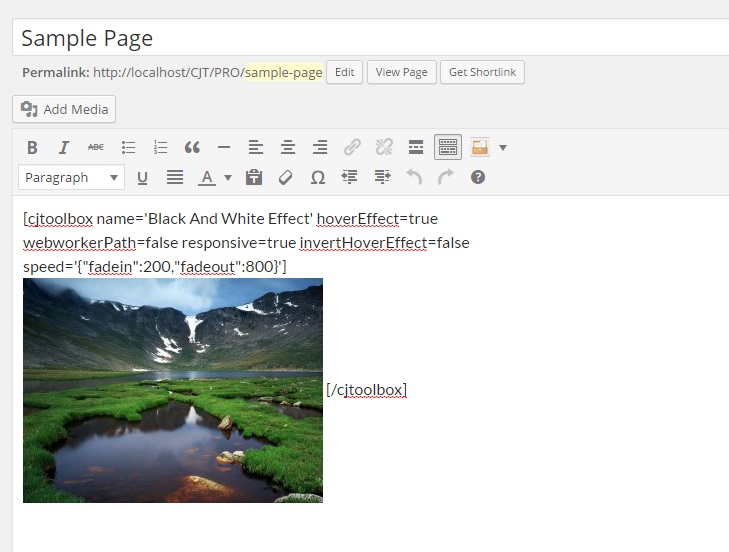 Sample Page
Permalink: http://localhost/CJT/PRO/sample-page Edit View Page Get Shortlink
Add Media
B I ABC
Paragraph U A Ω ?
[cjtoolbox name='Black And White Effect' hoverEffect=true
webworkerPath=false responsive=true invertHoverEffect=false
speed='{"fadein":200,"fadeout":800}']
[/cjtoolbox]